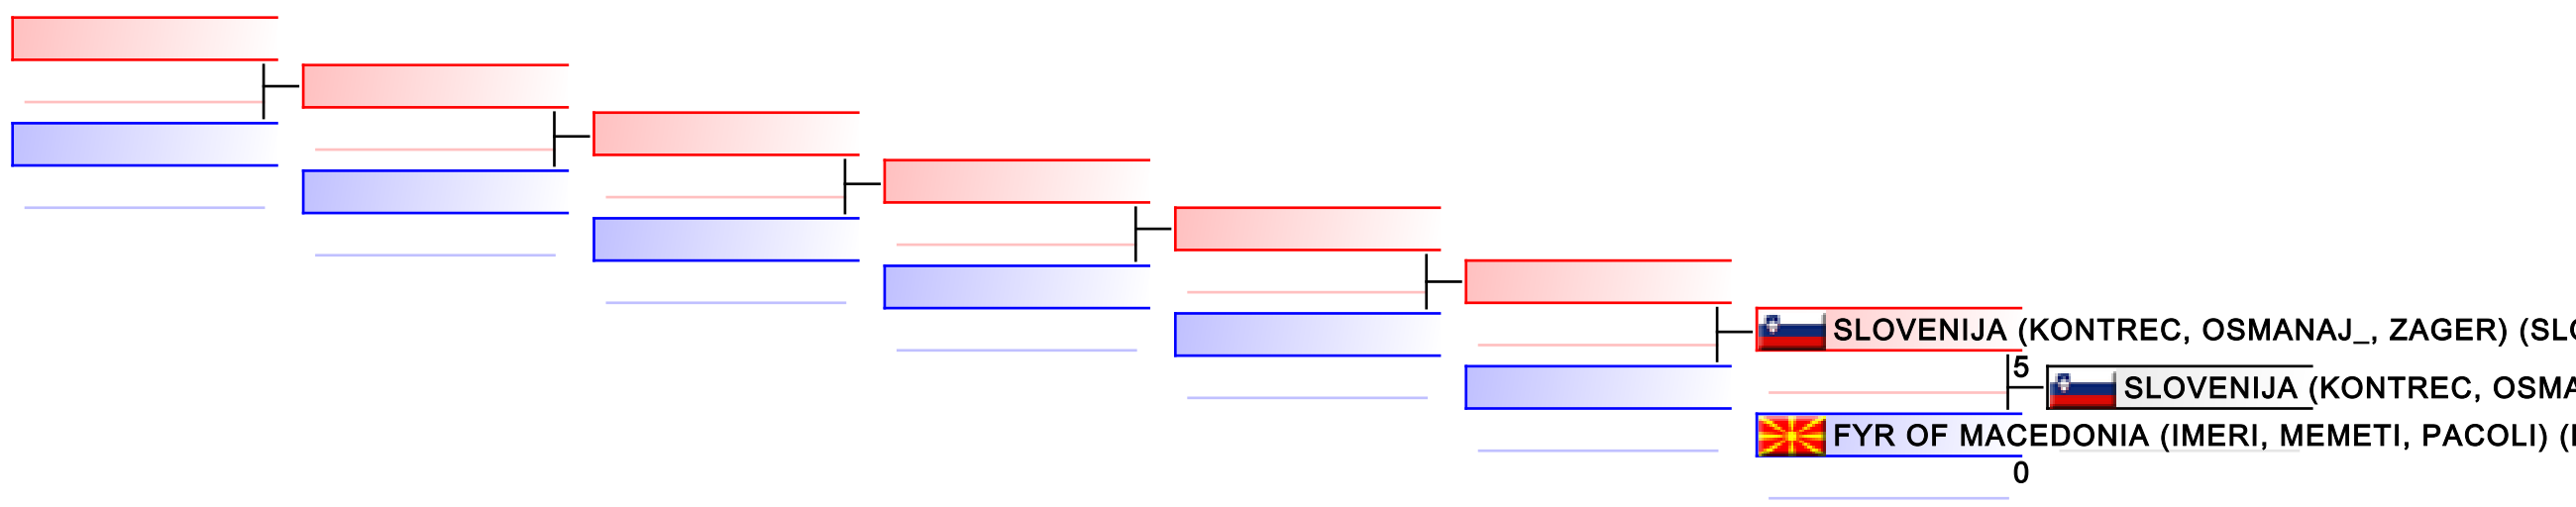 SLOVENIJA (KONTREC, OSMANAJ_, ZAGER) (SLO
5
SLOVENIJA (KONTREC, OSMA
FYR OF MACEDONIA (IMERI, MEMETI, PACOLI) (
0